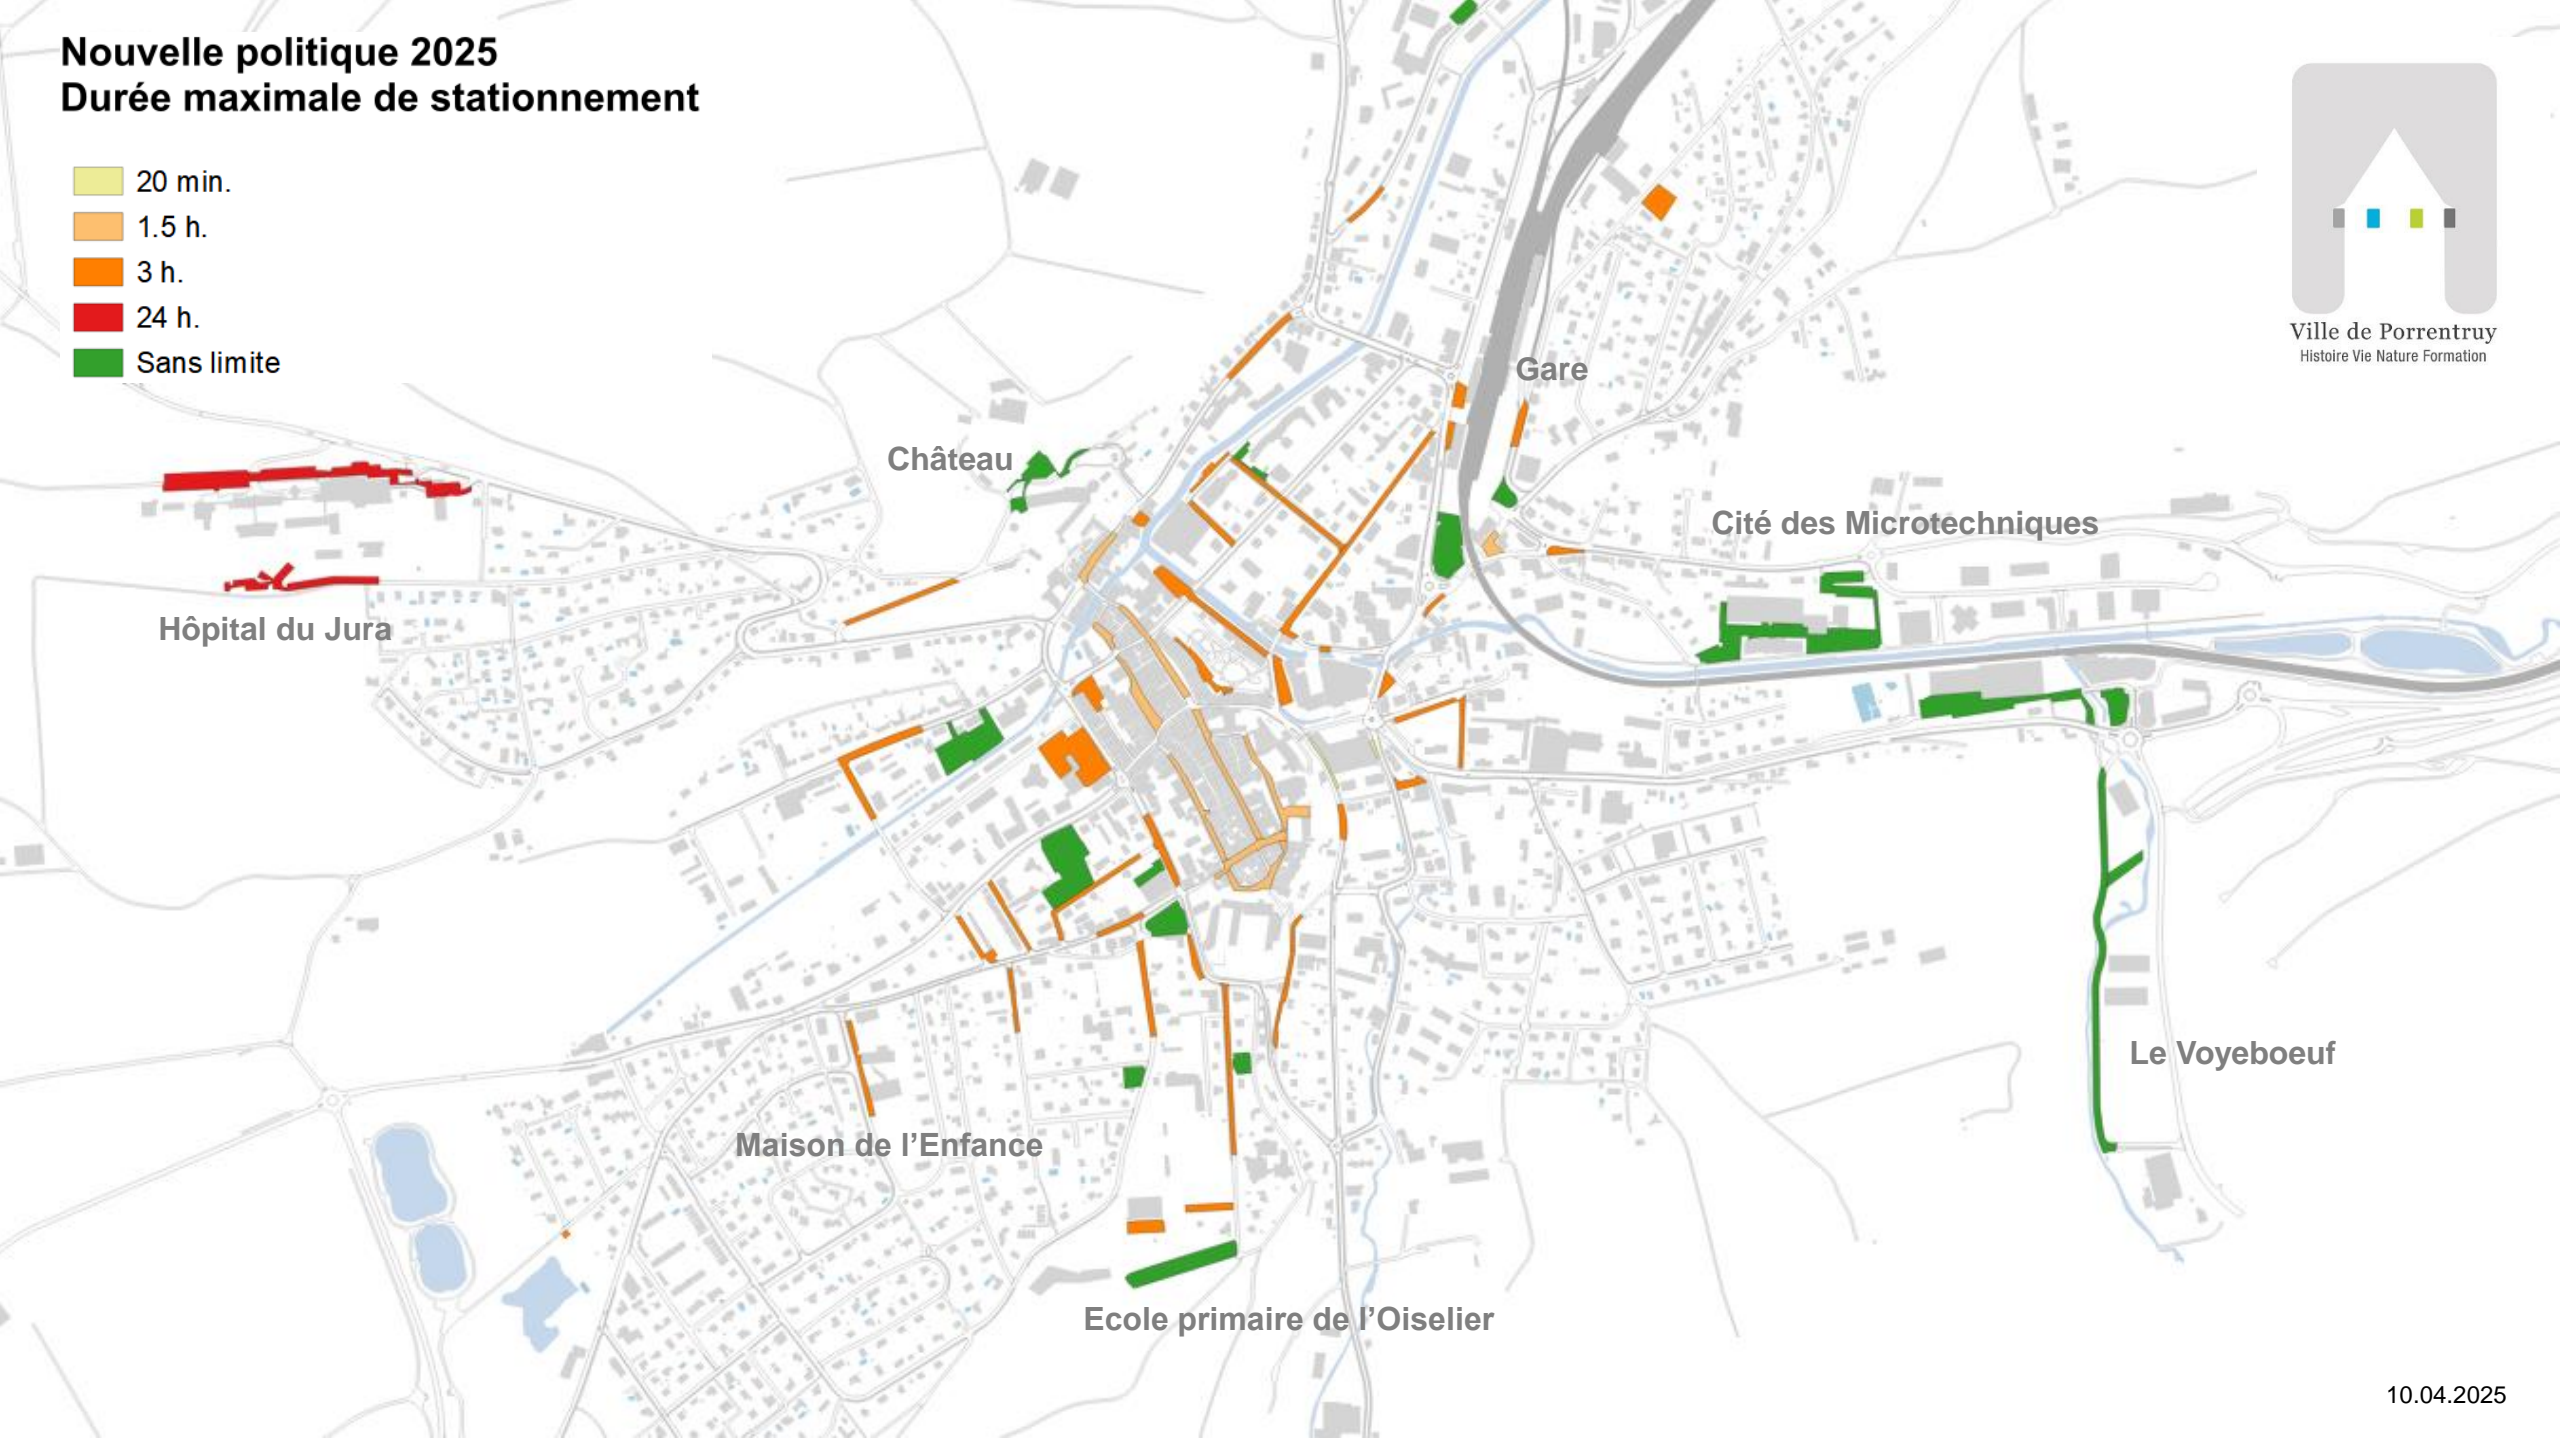 Nouvelle politique 2025
Durée maximale de stationnement
20 min.
1.5 h.
3 h.
24 h.
Sans limite
Ville de Porrentruy
Histoire Vie Nature Formation
Gare
Château
Cité des Microtechniques
Hôpital du Jura
Le Voyeboeuf
Maison de l'Enfance
Ecole primaire de l'Oiselier
10.04.2025